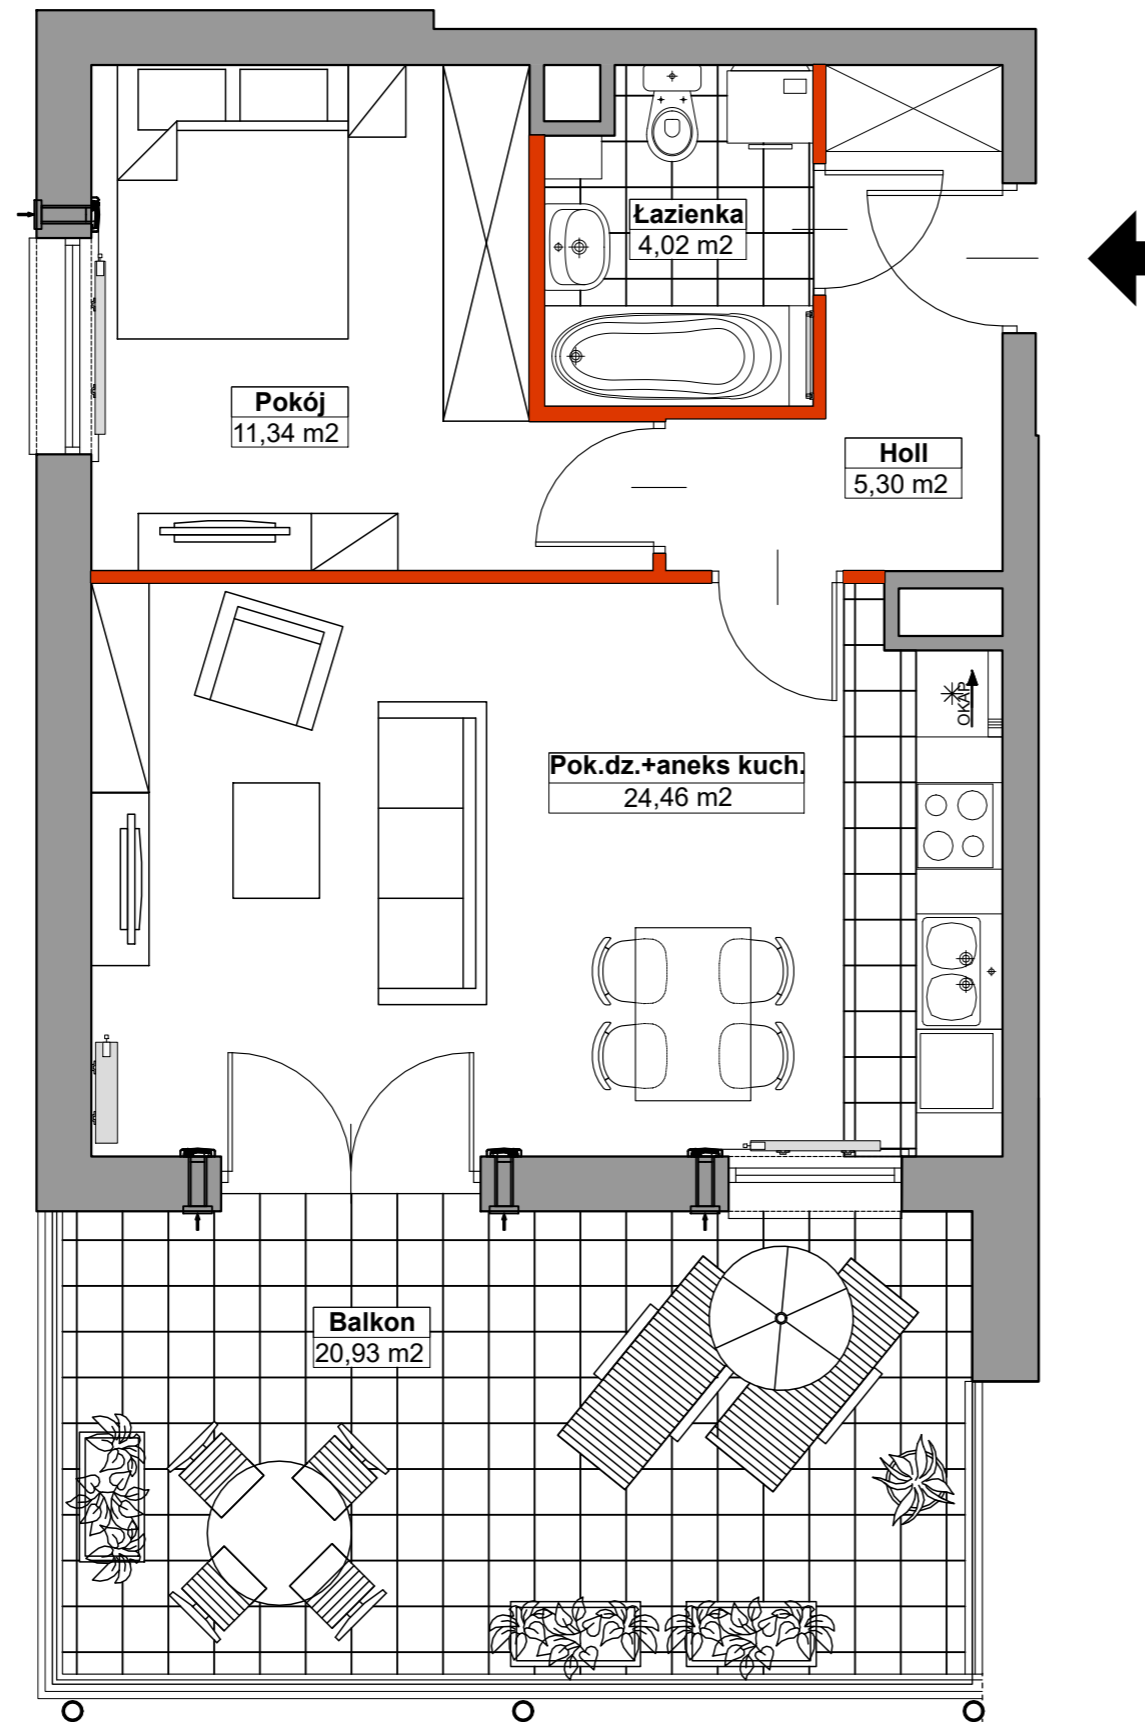 Łazienka
4,02 m2
Pokój
11,34 m2
Holl
5,30 m2
OKAP
Pok.dz.+aneks kuch.
24,46 m2
Balkon
20,93 m2